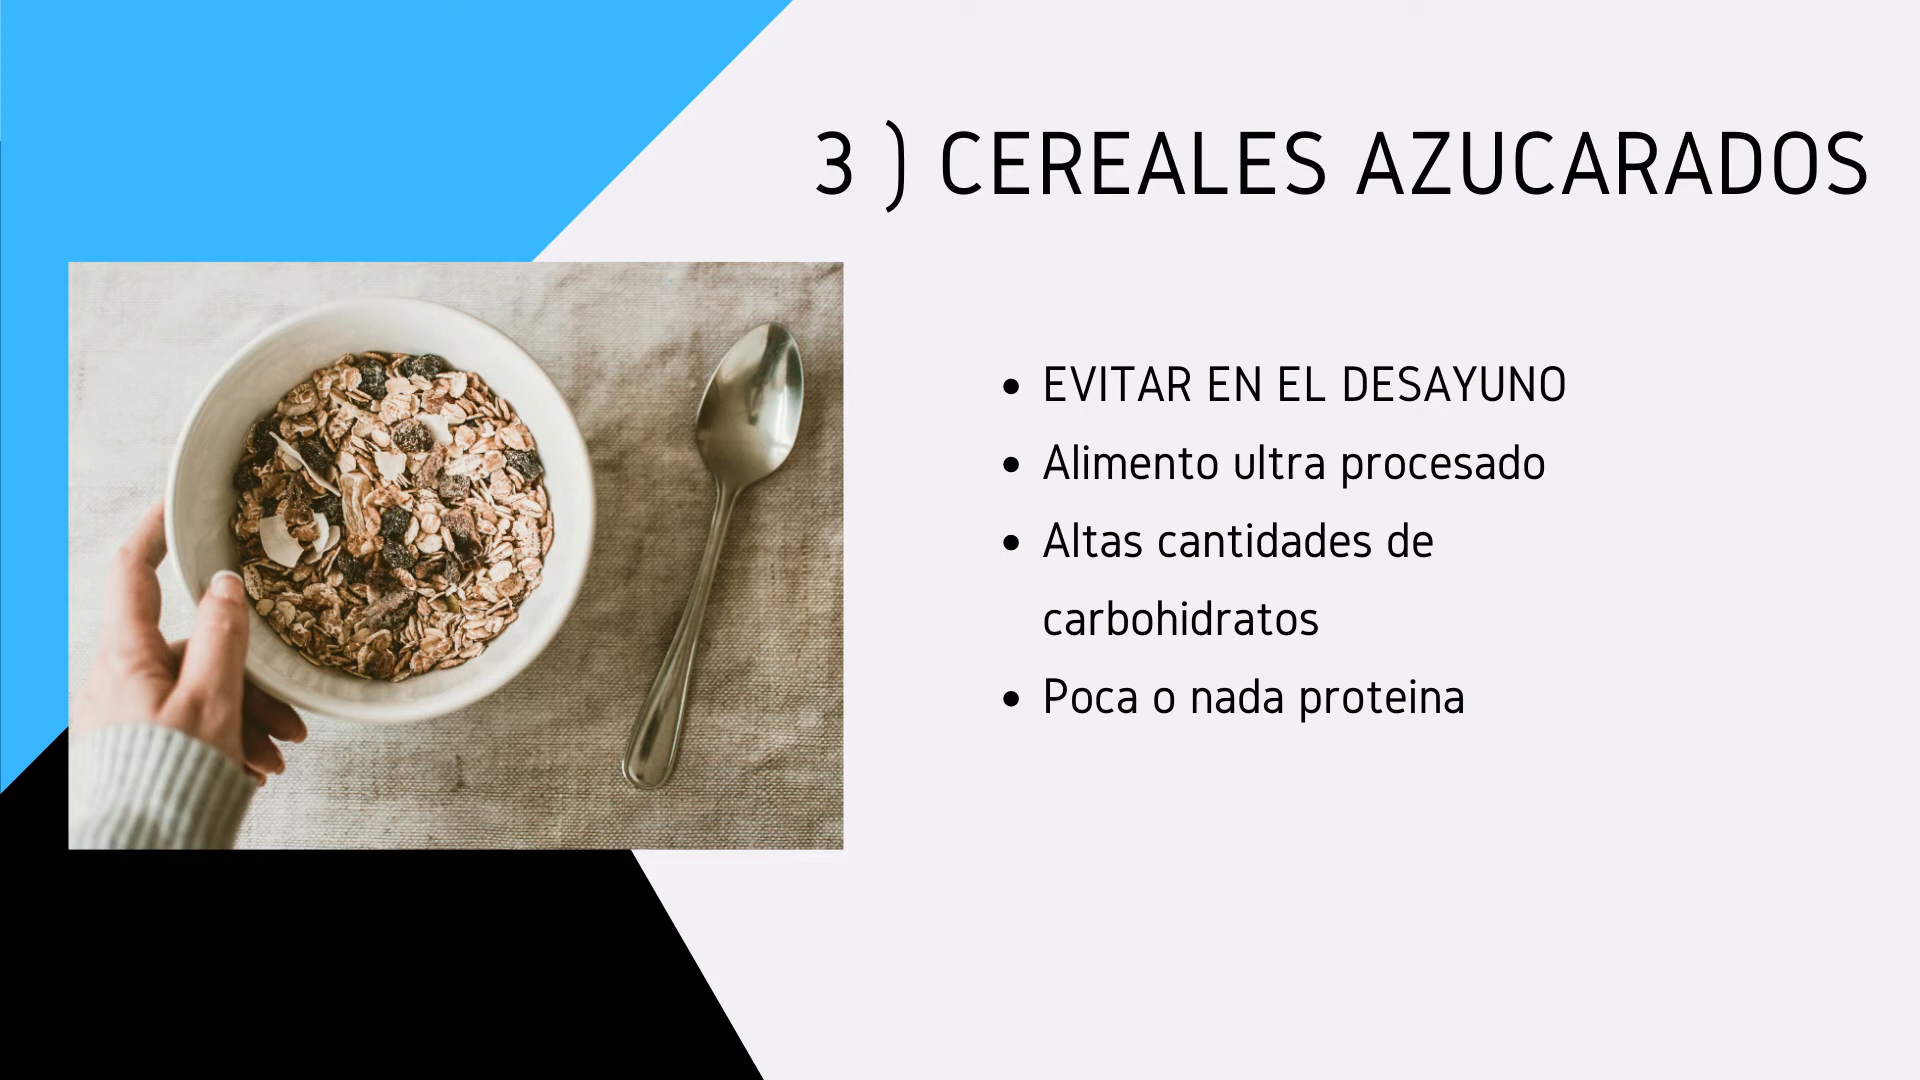 3 ) CEREALES AZUCARADOS
• EVITAR EN EL DESAYUNO
• Alimento ultra procesado
• Altas cantidades de
carbohidratos
• Poca o nada proteina